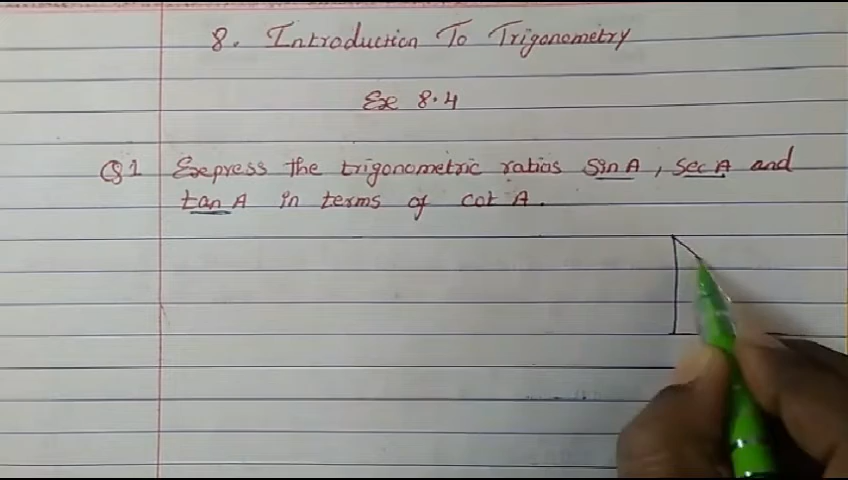 8. Introduction To Trigonometry
Ex 8.4
Q1 Express the trigonometric ratios sin A, sec A and
tan A in terms of cot A.